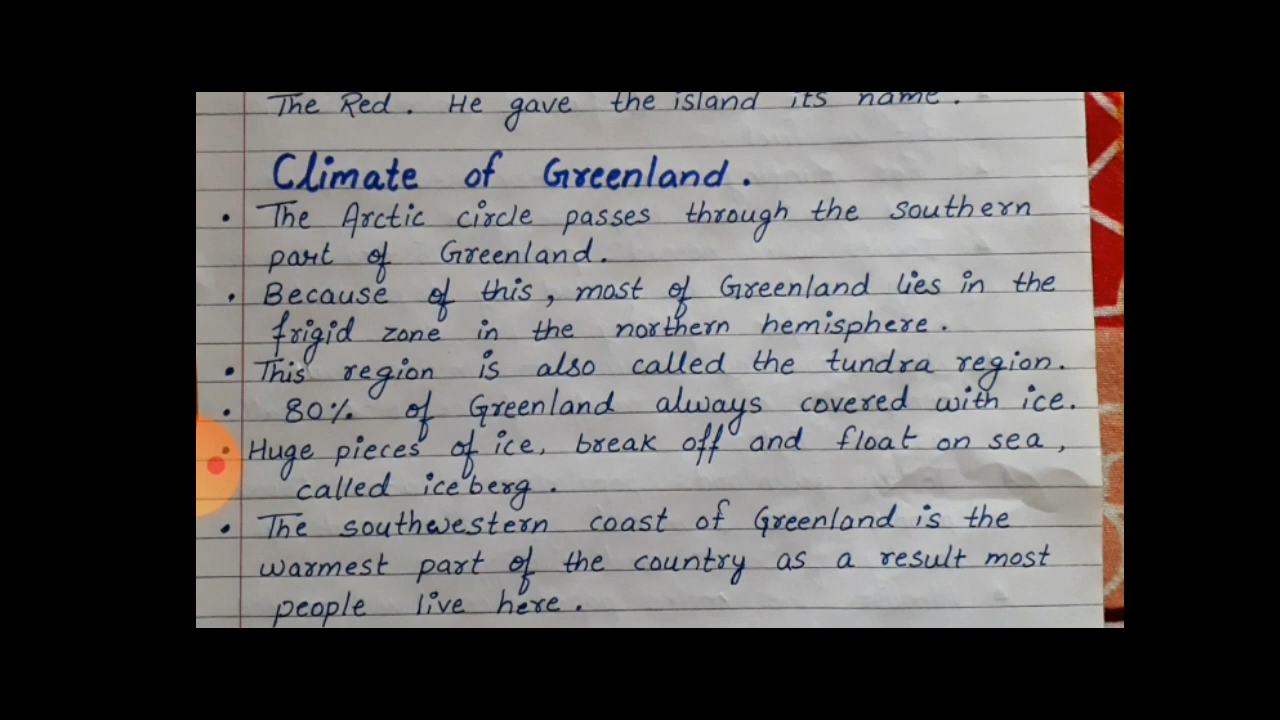 The Red. He gave the island its name.
Climate of Greenland.
• The Arctic circle passes through the southern
part of Greenland.
• Because of this, most of Greenland lies in the
frigid zone in the northern hemisphere.
• This region is also called the tundra region.
• 80% of Greenland always covered with ice.
• Huge pieces of ice, break off and float on sea,
called iceberg.
• The southwestern coast of Greenland is the
warmest part of the country as a result most
people live here.